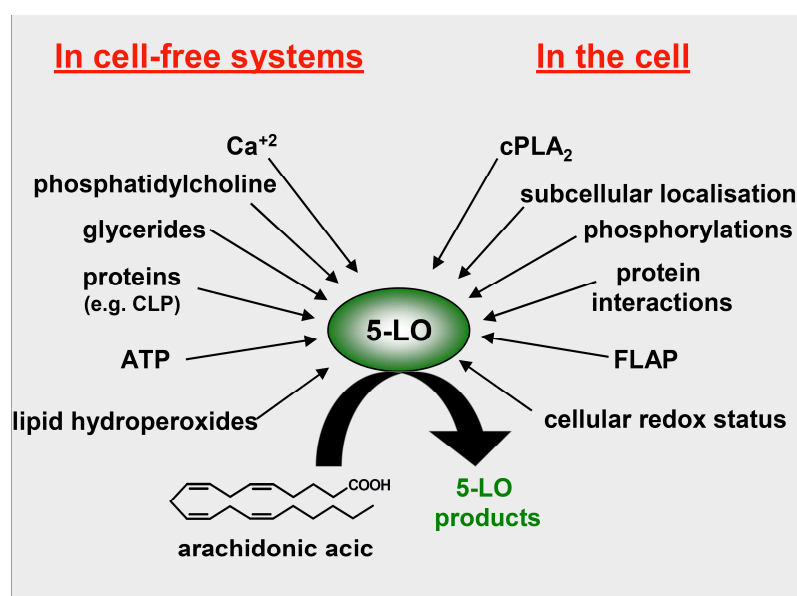 In cell-free systems
In the cell
Ca+2
phosphatidylcholine
glycerides
proteins
(e.g. CLP)
ATP
lipid hydroperoxides
cPLA2
subcellular localisation
phosphorylations
protein
interactions
FLAP
cellular redox status
5-LO
COOH
arachidonic acic
5-LO
products